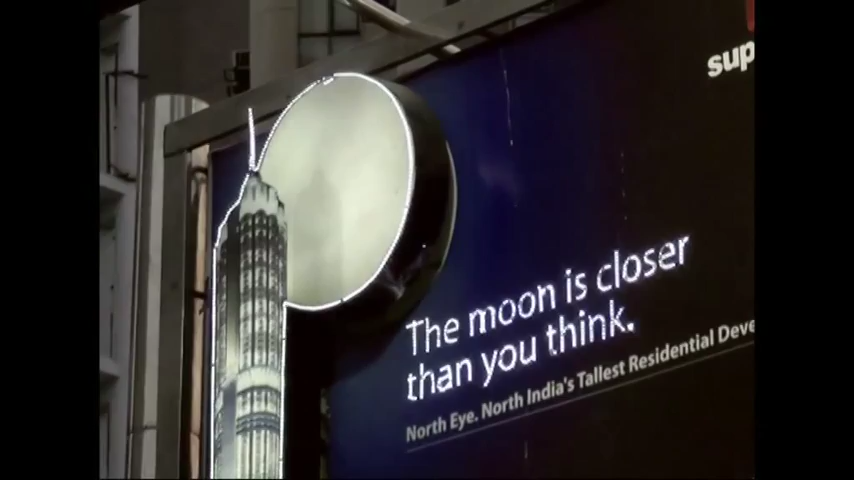 sup
The moon is closer
than you think.
North Eye. North India's Tallest Residential Deve